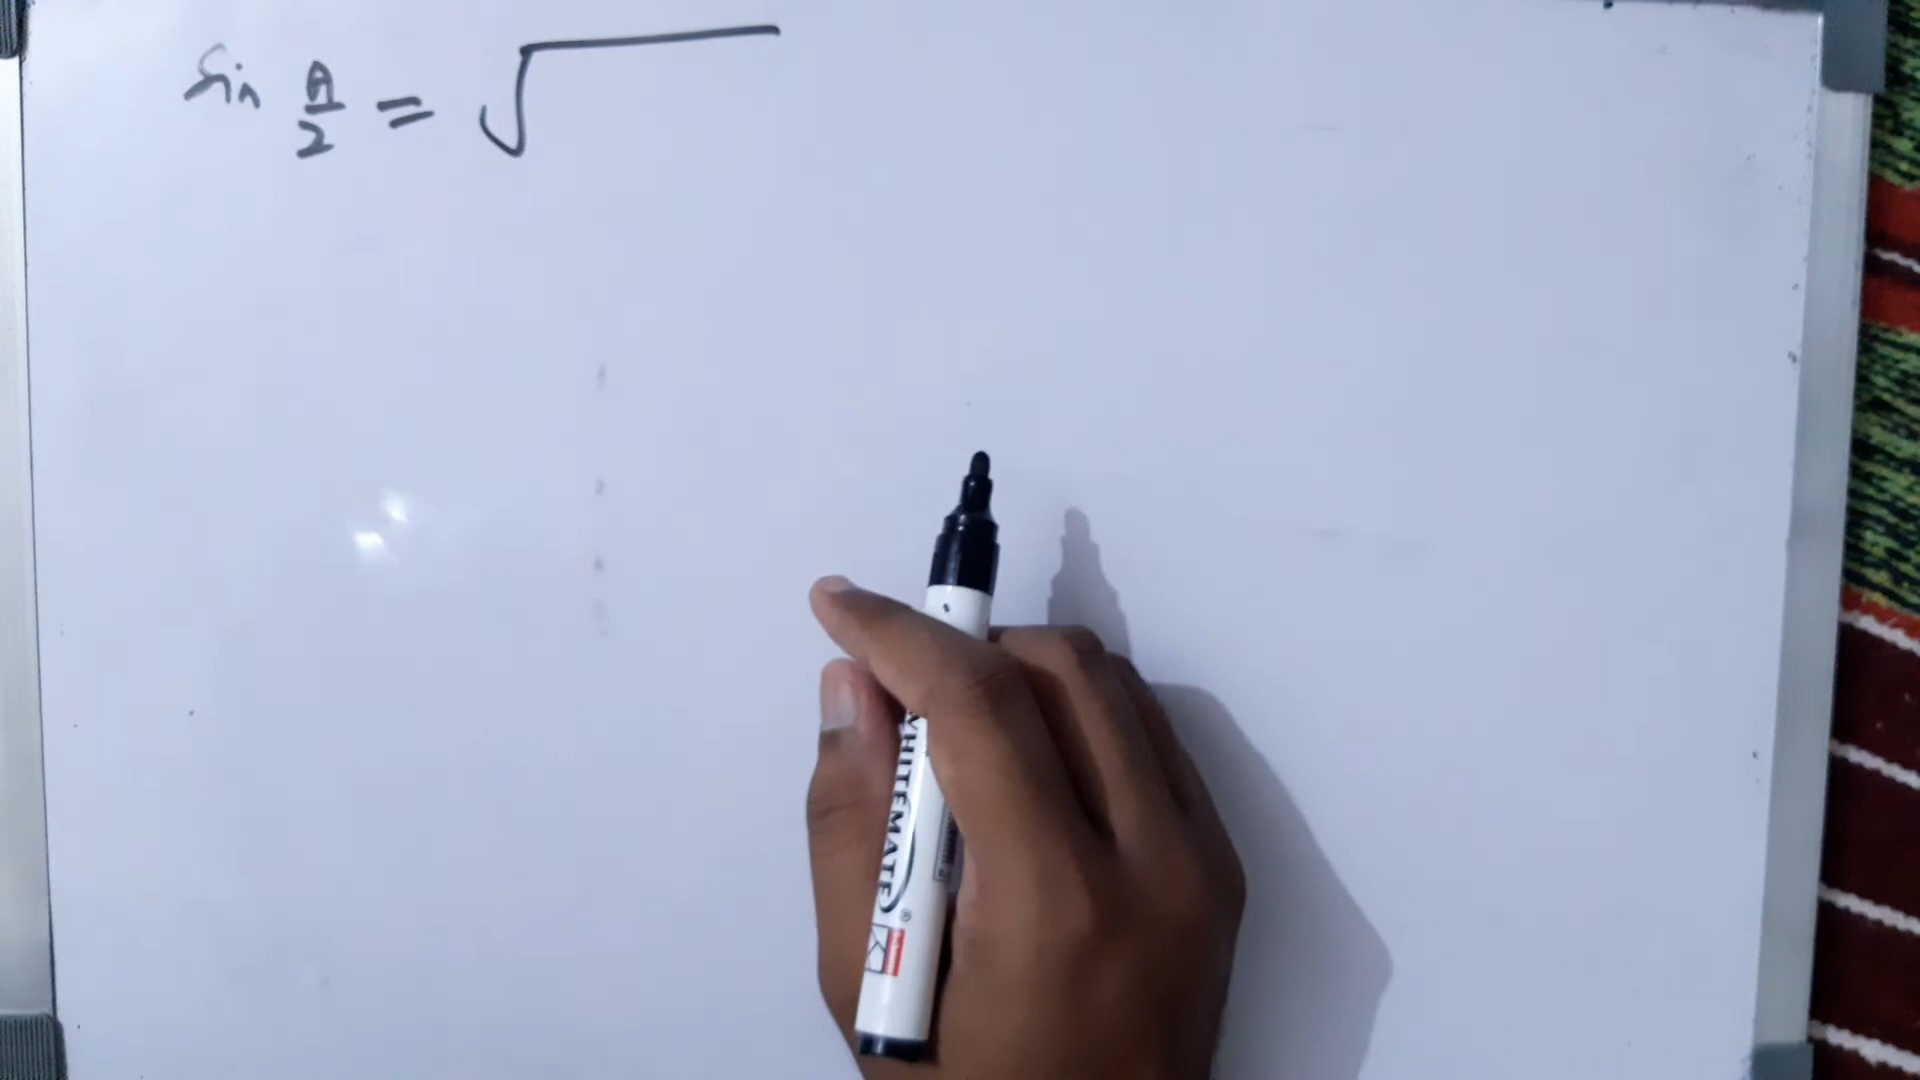 sin A/2 = √
WHITEMATE®